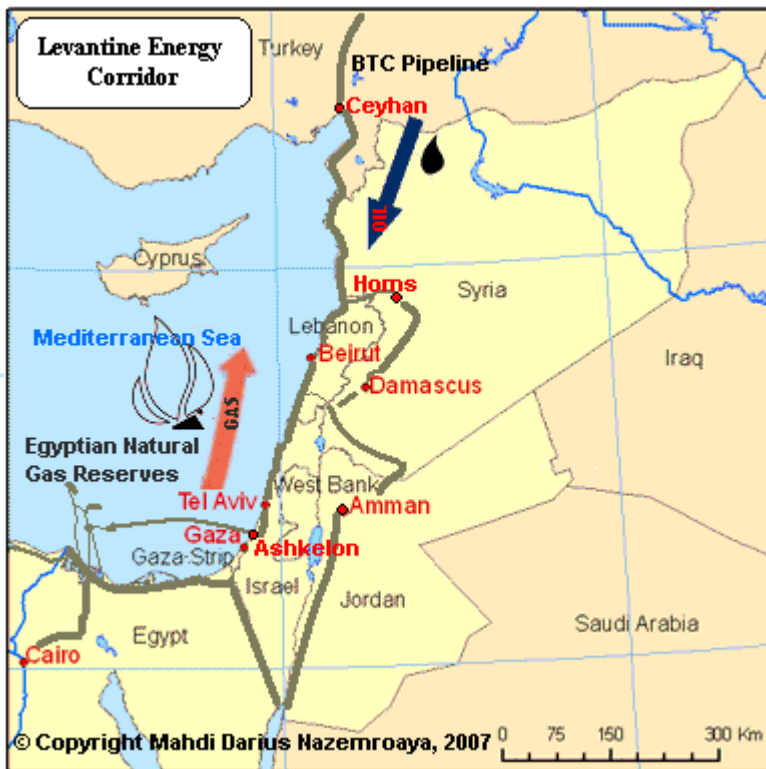 Levantine Energy
Corridor
Turkey
BTC Pipeline
Ceyhan
OIL
Cyprus
Homs
Syria
Mediterranean Sea
Lebanon
Beirut
Iraq
Damascus
GAS
Egyptian Natural
Gas Reserves
West Bank
Tel Aviv
Amman
Gaza
Ashkelon
Gaza-Strip
Israel
Jordan
Saudi Arabia
Egypt
Cairo
© Copyright Mahdi Darius Nazemroaya, 2007
0 75 150 300 Km